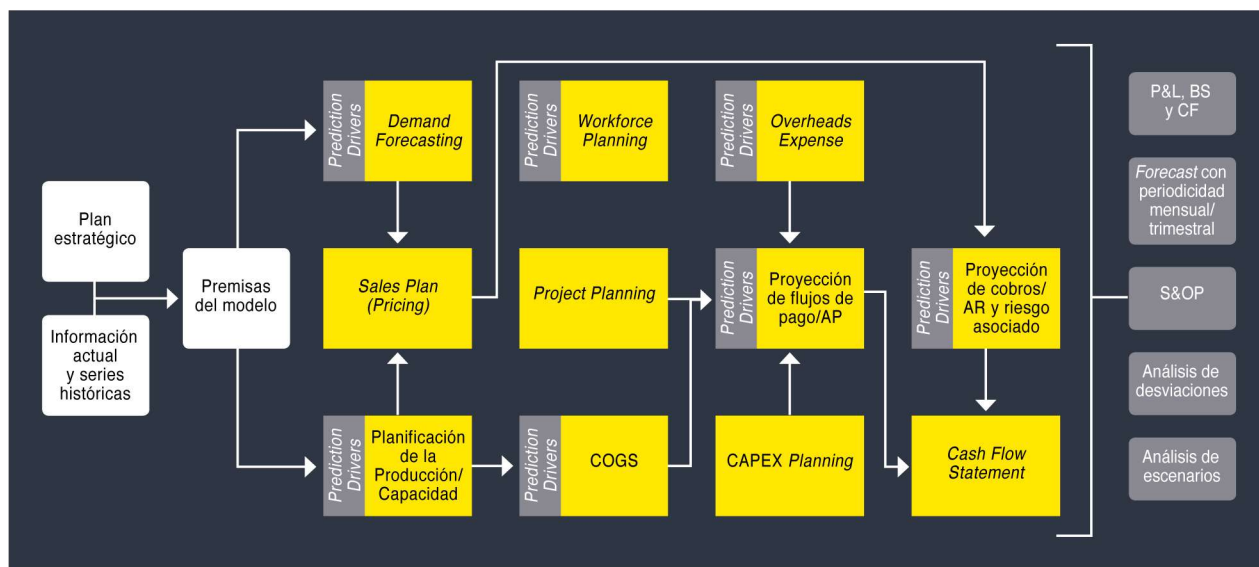 Plan
estratégico
Información
actual
y series
históricas
Premisas
del modelo
Prediction
Drivers
Demand
Forecasting
Prediction
Drivers
Workforce
Planning
Prediction
Drivers
Overheads
Expense
Sales Plan
(Pricing)
Project Planning
Prediction
Drivers
Proyección
de flujos de
pago/AP
Prediction
Drivers
Proyección
de cobros/
AR y riesgo
asociado
Prediction
Drivers
Planificación
de la
Producción/
Capacidad
Prediction
Drivers
COGS
CAPEX Planning
Cash Flow
Statement
P&L, BS
y CF
Forecast con
periodicidad
mensual/
trimestral
S&OP
Análisis de
desviaciones
Análisis de
escenarios